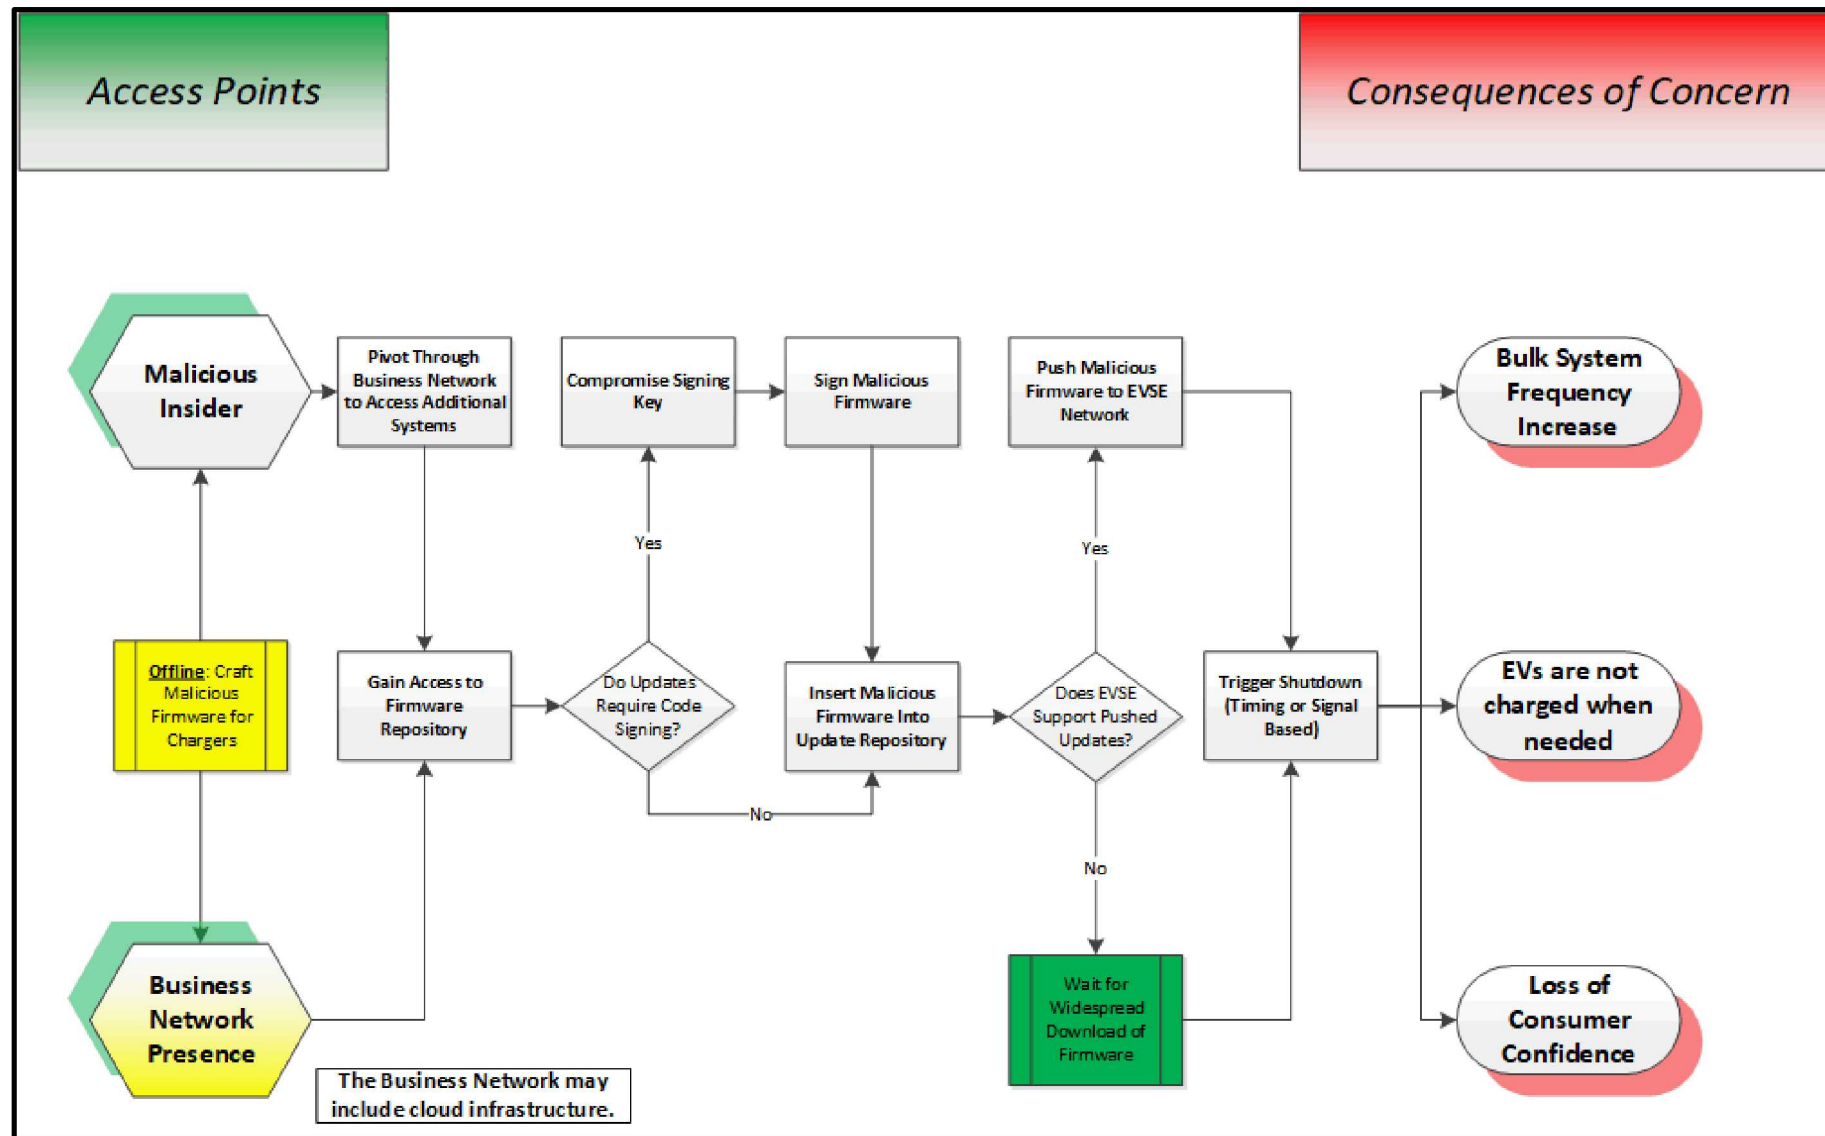 Access Points
Consequences of Concern
Malicious
Insider
Pivot Through
Business Network
to Access Additional
Systems
Compromise Signing
Key
Sign Malicious
Firmware
Push Malicious
Firmware to EVSE
Network
Bulk System
Frequency
Increase
Yes
Yes
Offline: Craft
Malicious
Firmware for
Chargers
Gain Access to
Firmware
Repository
Do Updates
Require Code
Signing?
Insert Malicious
Firmware Into
Update Repository
Does EVSE
Support Pushed
Updates?
Trigger Shutdown
(Timing or Signal
Based)
EVs are not
charged when
needed
No
No
Business
Network
Presence
Wait for
Widespread
Download of
Firmware
Loss of
Consumer
Confidence
The Business Network may
include cloud infrastructure.